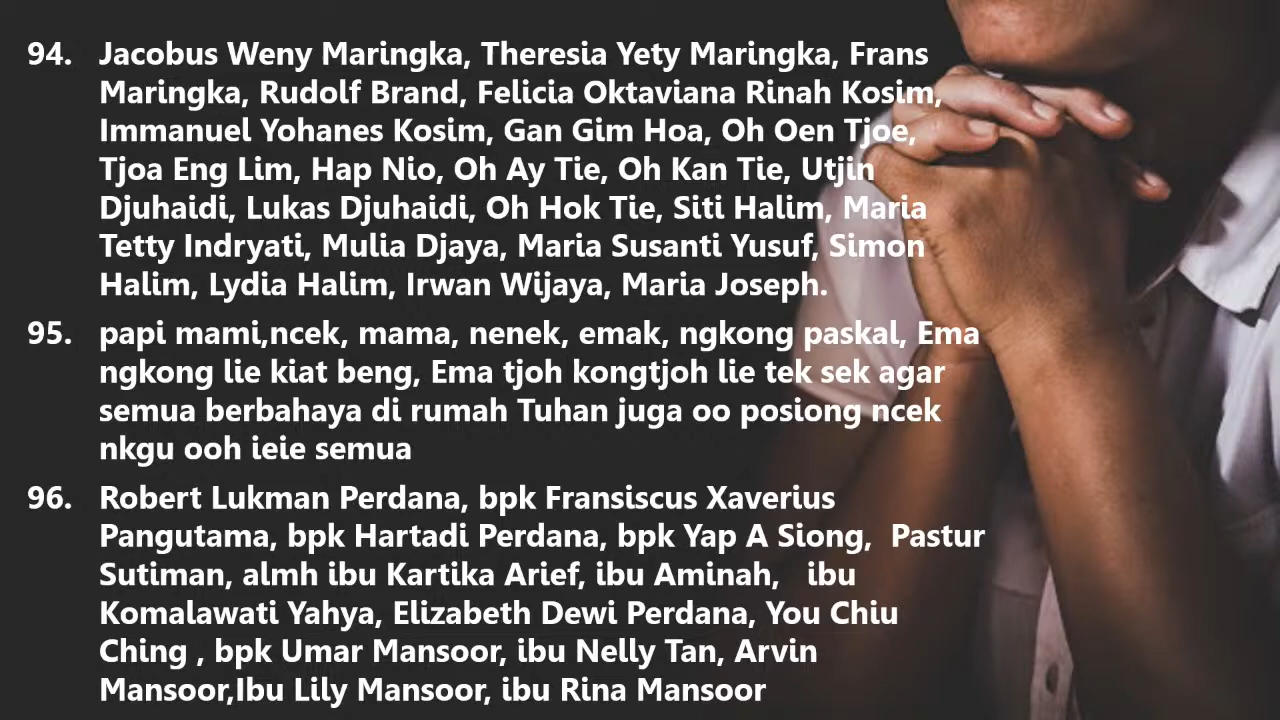 94. Jacobus Weny Maringka, Theresia Yety Maringka, Frans
Maringka, Rudolf Brand, Felicia Oktaviana Rinah Kosim,
Immanuel Yohanes Kosim, Gan Gim Hoa, Oh Oen Tjoe,
Tjoa Eng Lim, Hap Nio, Oh Ay Tie, Oh Kan Tie, Utjin
Djuhaidi, Lukas Djuhaidi, Oh Hok Tie, Siti Halim, Maria
Tetty Indryati, Mulia Djaya, Maria Susanti Yusuf, Simon
Halim, Lydia Halim, Irwan Wijaya, Maria Joseph.
95. papi mami,ncek, mama, nenek, emak, ngkong paskal, Ema
ngkong lie kiat beng, Ema tjoh kongtjoh lie tek sek agar
semua berbahaya di rumah Tuhan juga oo posiong ncek
nkgu ooh ieie semua
96. Robert Lukman Perdana, bpk Fransiscus Xaverius
Pangutama, bpk Hartadi Perdana, bpk Yap A Siong,  Pastur
Sutiman, almh ibu Kartika Arief, ibu Aminah,   ibu
Komalawati Yahya, Elizabeth Dewi Perdana, You Chiu
Ching , bpk Umar Mansoor, ibu Nelly Tan, Arvin
Mansoor,Ibu Lily Mansoor, ibu Rina Mansoor